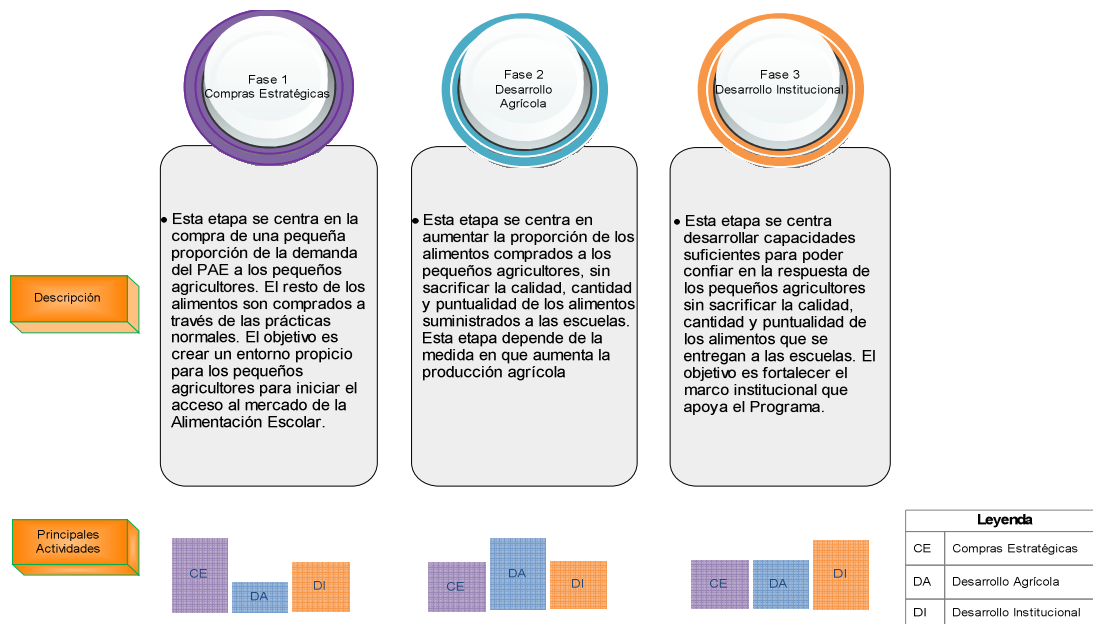 Fase 1
Compras Estratégicas
Fase 2
Desarrollo
Agrícola
Fase 3
Desarrollo Institucional
Descripción
• Esta etapa se centra en la
compra de una pequeña
proporción de la demanda
del PAE a los pequeños
agricultores. El resto de los
alimentos son comprados a
través de las prácticas
normales. El objetivo es
crear un entorno propicio
para los pequeños
agricultores para iniciar el
acceso al mercado de la
Alimentación Escolar.
• Esta etapa se centra en
aumentar la proporción de los
alimentos comprados a los
pequeños agricultores, sin
sacrificar la calidad, cantidad
y puntualidad de los alimentos
suministrados a las escuelas.
Esta etapa depende de la
medida en que aumenta la
producción agrícola
• Esta etapa se centra
desarrollar capacidades
suficientes para poder
confiar en la respuesta de
los pequeños agricultores
sin sacrificar la calidad,
cantidad y puntualidad de
los alimentos que se
entregan a las escuelas. El
objetivo es fortalecer el
marco institucional que
apoya el Programa.
Principales
Actividades
CE
DA
DI
CE
DA
DI
CE
DA
DI
Leyenda
CE Compras Estratégicas
DA Desarrollo Agrícola
DI Desarrollo Institucional